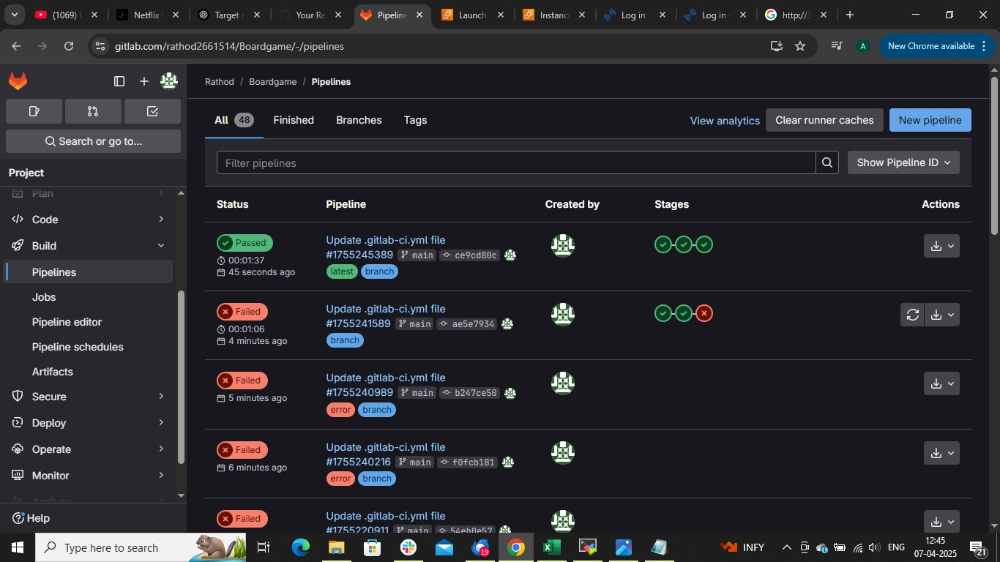 (1069)
Netflix
Target r
Your Re
Pipeline
Launch
Instanc
Log in
Log in
http://3
gitlab.com/rathod2661514/Boardgame/-/pipelines
A
New Chrome available
Rathod / Boardgame / Pipelines
All 48
Finished
Branches
Tags
View analytics
Clear runner caches
New pipeline
Search or go to...
Filter pipelines
Show Pipeline ID
Project
Plan
Code
Build
Pipelines
Jobs
Pipeline editor
Pipeline schedules
Artifacts
Secure
Deploy
Operate
Monitor
Help
Status
Pipeline
Created by
Stages
Actions
Passed
00:01:37
45 seconds ago
Update .gitlab-ci.yml file
#1755245389 main ce9cd80c
latest branch
Failed
00:01:06
4 minutes ago
Update .gitlab-ci.yml file
#1755241589 main ae5e7934
branch
Failed
5 minutes ago
Update .gitlab-ci.yml file
#1755240989 main b247ce50
error branch
Failed
6 minutes ago
Update .gitlab-ci.yml file
#1755240216 main f0fcb181
error branch
Failed
Update .gitlab-ci.yml file
#1755220911 main 54eb0e57
Type here to search
19
INFY
ENG
12:45
07-04-2025
21